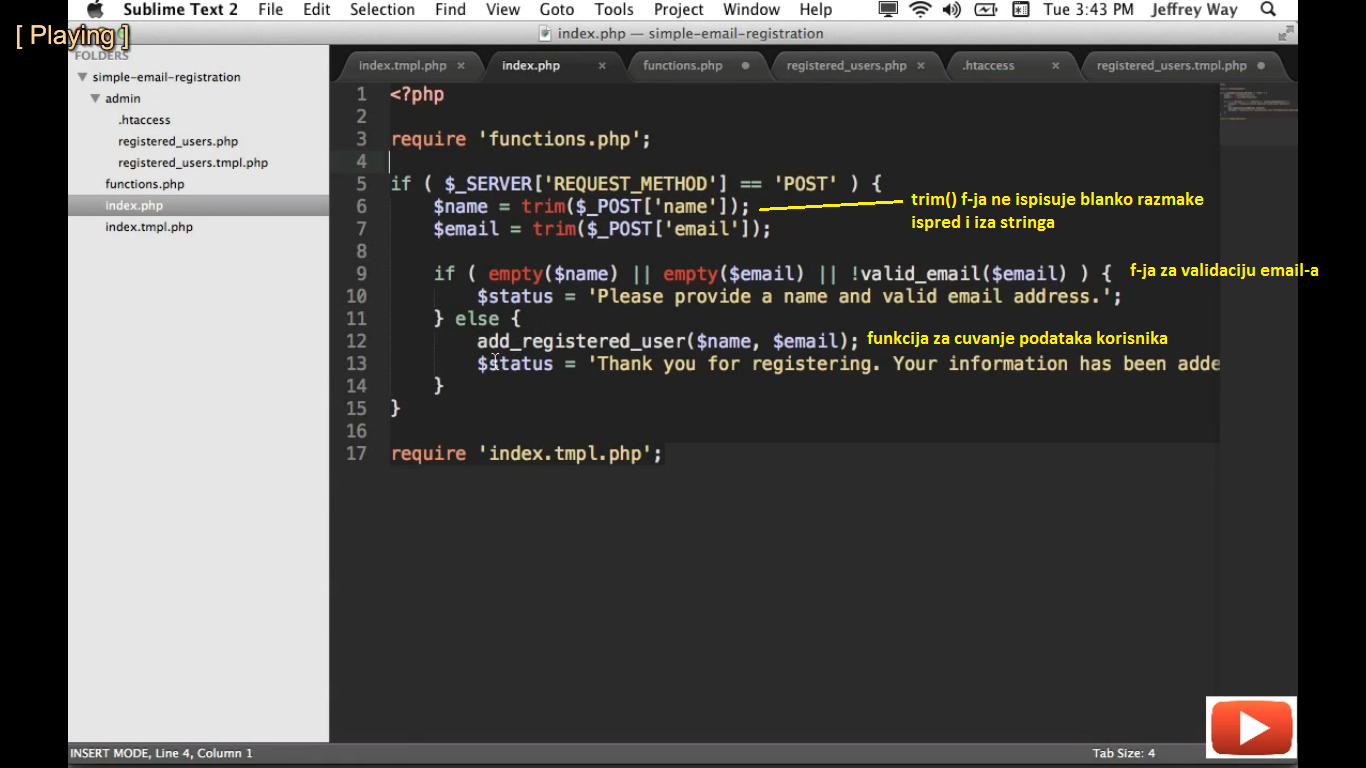 Sublime Text 2 File Edit Selection Find View Goto Tools Project Window Help Tue 3:43 PM Jeffrey Way
[ Playing ]
index.php — simple-email-registration
FOLDERS
simple-email-registration
admin
.htaccess
registered_users.php
registered_users.tmpl.php
functions.php
index.php
index.tmpl.php
index.tmpl.php × index.php × functions.php registered_users.php × .htaccess × registered_users.tmpl.php
1 <?php
2
3 require 'functions.php';
4
5 if ( $_SERVER['REQUEST_METHOD'] == 'POST' ) {
6 $name = trim($_POST['name']);
trim() f-ja ne ispisuje blanko razmake
ispred i iza stringa
7 $email = trim($_POST['email']);
8
9 if ( empty($name) || empty($email) || !valid_email($email) ) { f-ja za validaciju email-a
10 $status = 'Please provide a name and valid email address.';
11 } else {
12 add_registered_user($name, $email); funkcija za cuvanje podataka korisnika
13 $status = 'Thank you for registering. Your information has been adde
14 }
15 }
16
17 require 'index.tmpl.php';
INSERT MODE, Line 4, Column 1 Tab Size: 4